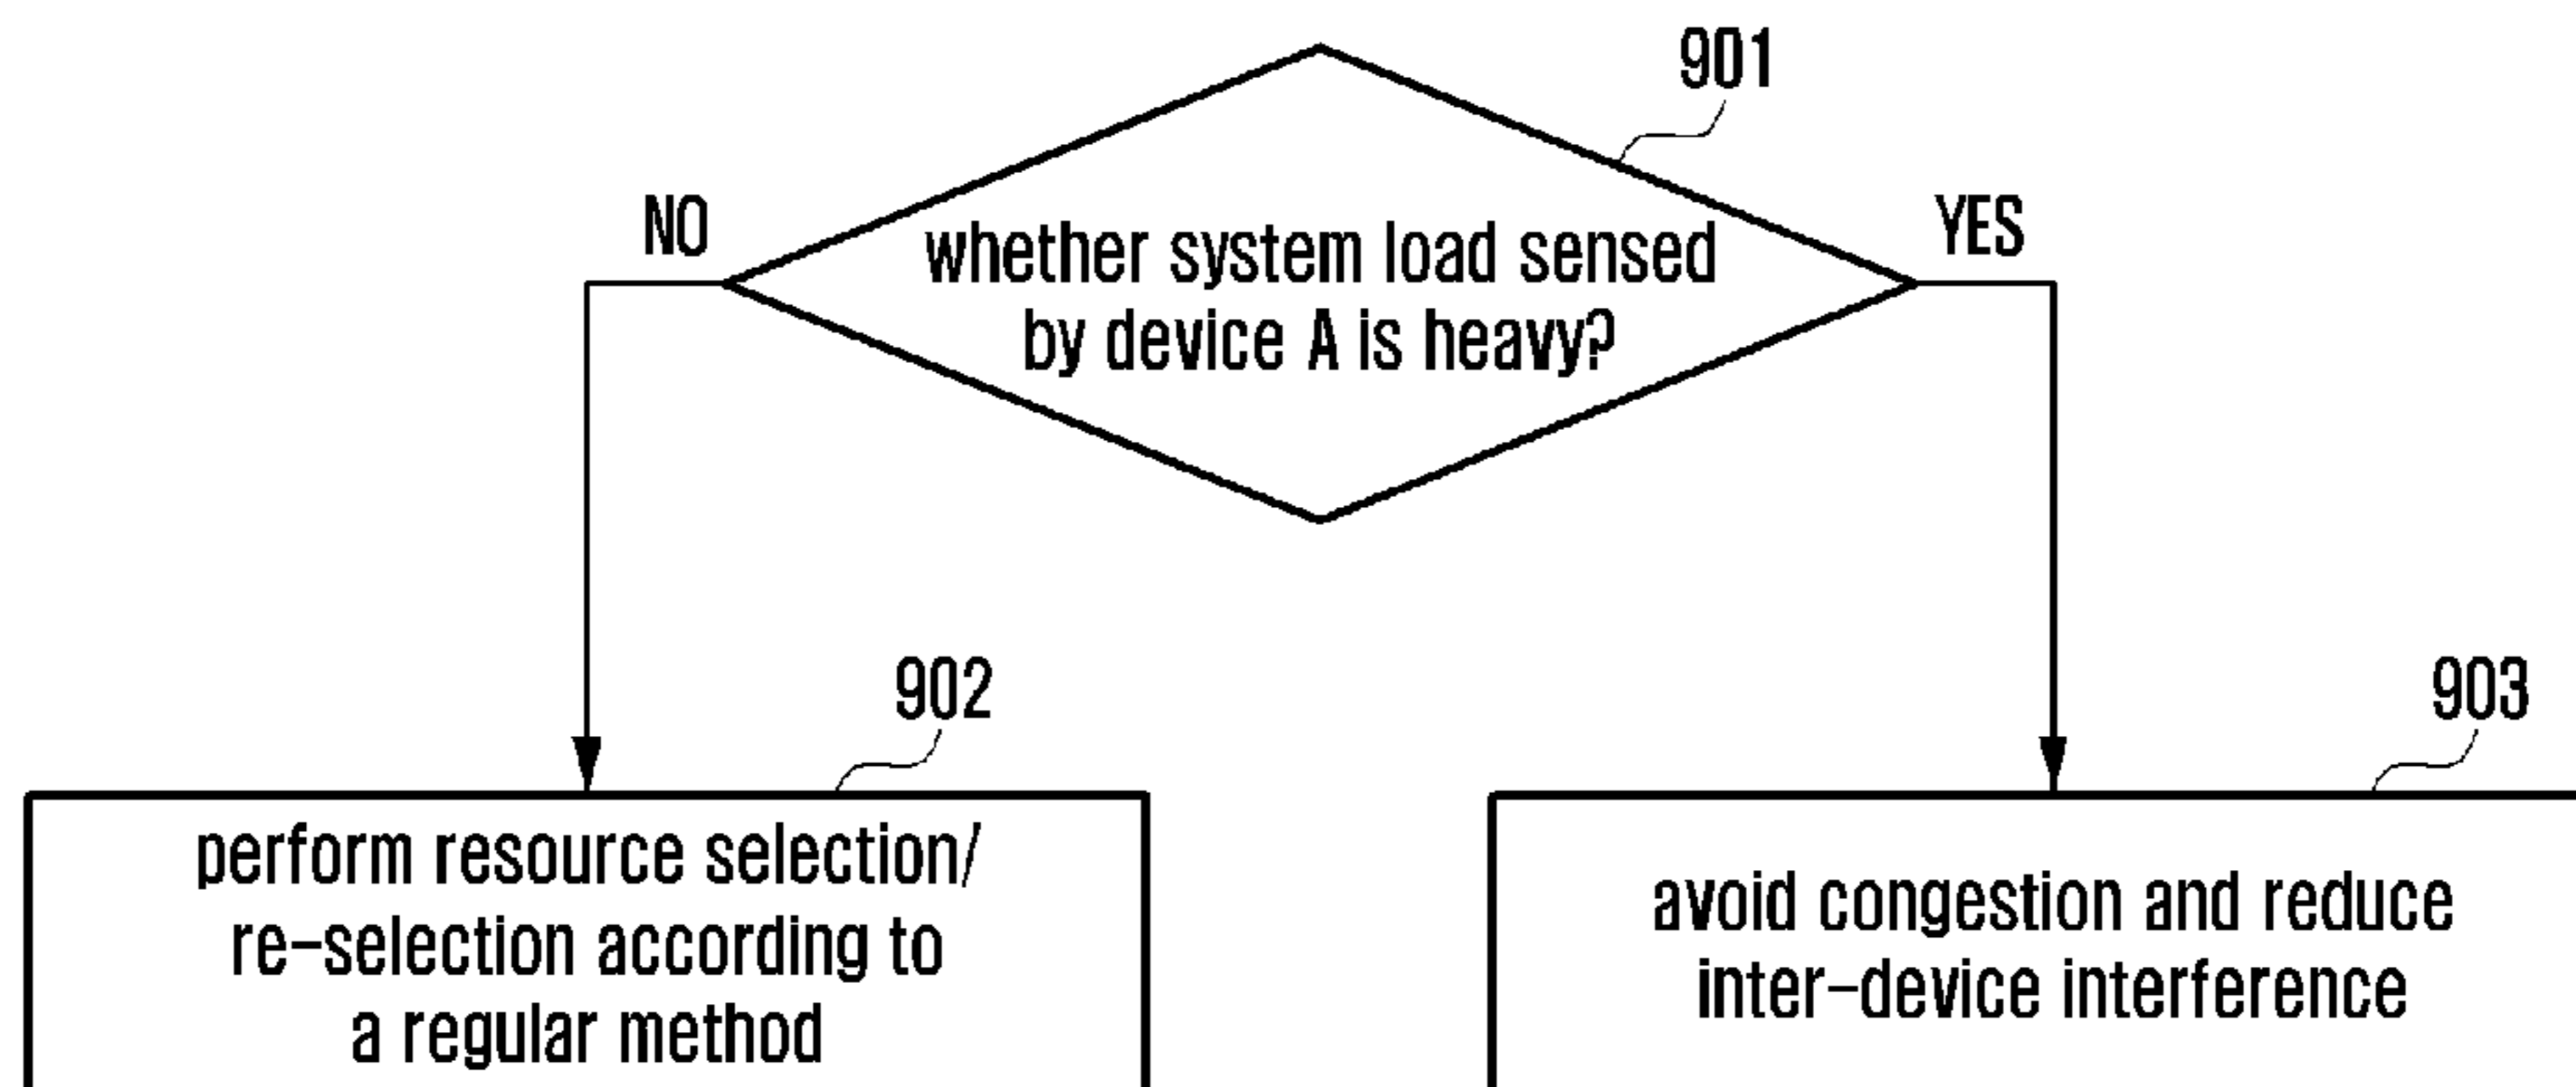 901
NO
YES
whether system load sensed
by device A is heavy?
902
903
perform resource selection/
re-selection according to
a regular method
avoid congestion and reduce
inter-device interference